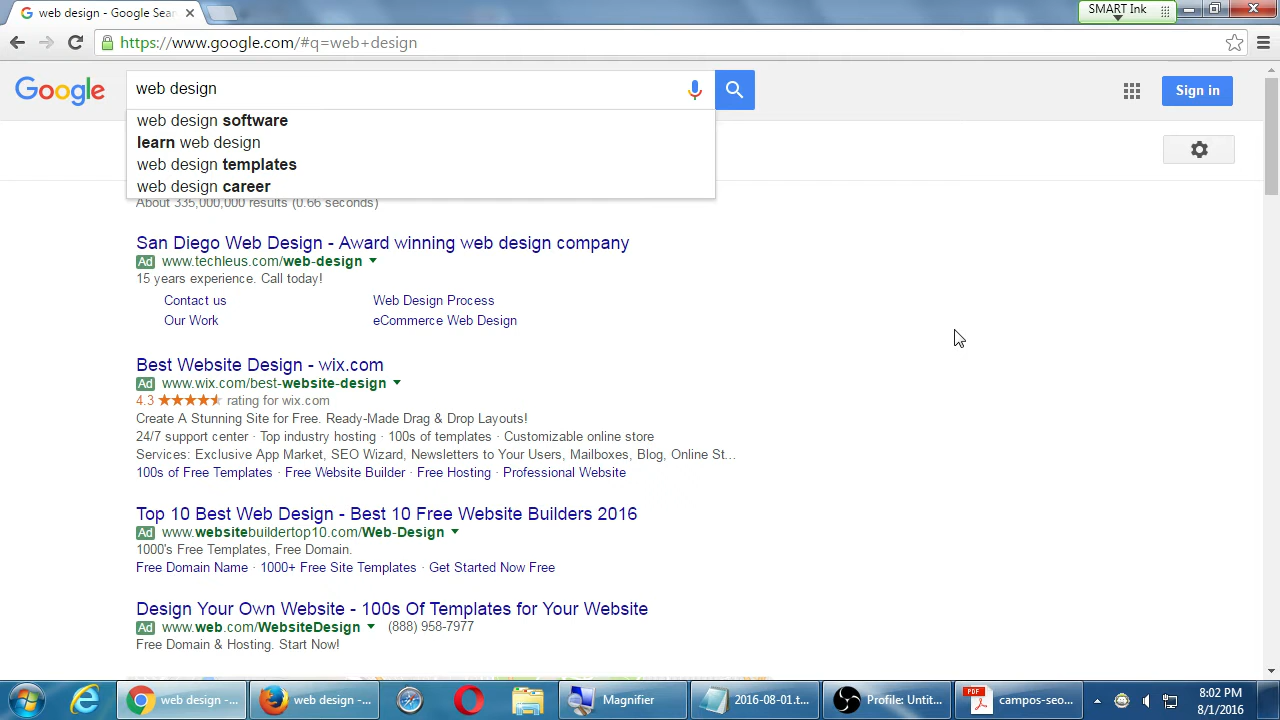 web design - Google Sear
SMART Ink
https://www.google.com/#q=web+design
Google
web design
Sign in
web design software
learn web design
web design templates
web design career
About 335,000,000 results (0.66 seconds)
San Diego Web Design - Award winning web design company
Ad www.techleus.com/web-design
15 years experience. Call today!
Contact us Web Design Process
Our Work eCommerce Web Design
Best Website Design - wix.com
Ad www.wix.com/best-website-design
4.3 ★★★★★ rating for wix.com
Create A Stunning Site for Free. Ready-Made Drag & Drop Layouts!
24/7 support center · Top industry hosting · 100s of templates · Customizable online store
Services: Exclusive App Market, SEO Wizard, Newsletters to Your Users, Mailboxes, Blog, Online St...
100s of Free Templates · Free Website Builder · Free Hosting · Professional Website
Top 10 Best Web Design - Best 10 Free Website Builders 2016
Ad www.websitebuildertop10.com/Web-Design
1000's Free Templates, Free Domain.
Free Domain Name · 1000+ Free Site Templates · Get Started Now Free
Design Your Own Website - 100s Of Templates for Your Website
Ad www.web.com/WebsiteDesign (888) 958-7977
Free Domain & Hosting. Start Now!
web design -... web design -... Magnifier 2016-08-01.t... Profile: Untit... PDF campos-seo... 8:02 PM
8/1/2016